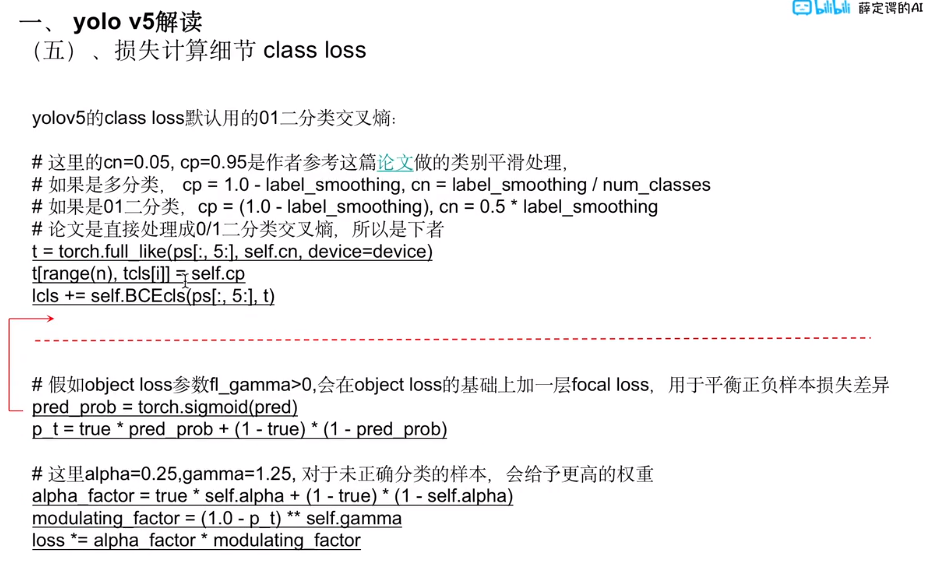 一、 yolo v5解读
bilibili 薛定谔的AI
（五）、损失计算细节 class loss
yolov5的class loss默认用的01二分类交叉熵：
# 这里的cn=0.05, cp=0.95是作者参考这篇论文做的类别平滑处理，
# 如果是多分类， cp = 1.0 - label_smoothing, cn = label_smoothing / num_classes
# 如果是01二分类，cp = (1.0 - label_smoothing), cn = 0.5 * label_smoothing
# 论文是直接处理成0/1二分类交叉熵，所以是下者
t = torch.full_like(ps[:, 5:], self.cn, device=device)
t[range(n), tcls[i]] = self.cp
lcls += self.BCEcls(ps[:, 5:], t)
# 假如object loss参数fl_gamma>0,会在object loss的基础上加一层focal loss，用于平衡正负样本损失差异
pred_prob = torch.sigmoid(pred)
p_t = true * pred_prob + (1 - true) * (1 - pred_prob)
# 这里alpha=0.25,gamma=1.25, 对于未正确分类的样本，会给予更高的权重
alpha_factor = true * self.alpha + (1 - true) * (1 - self.alpha)
modulating_factor = (1.0 - p_t) ** self.gamma
loss *= alpha_factor * modulating_factor